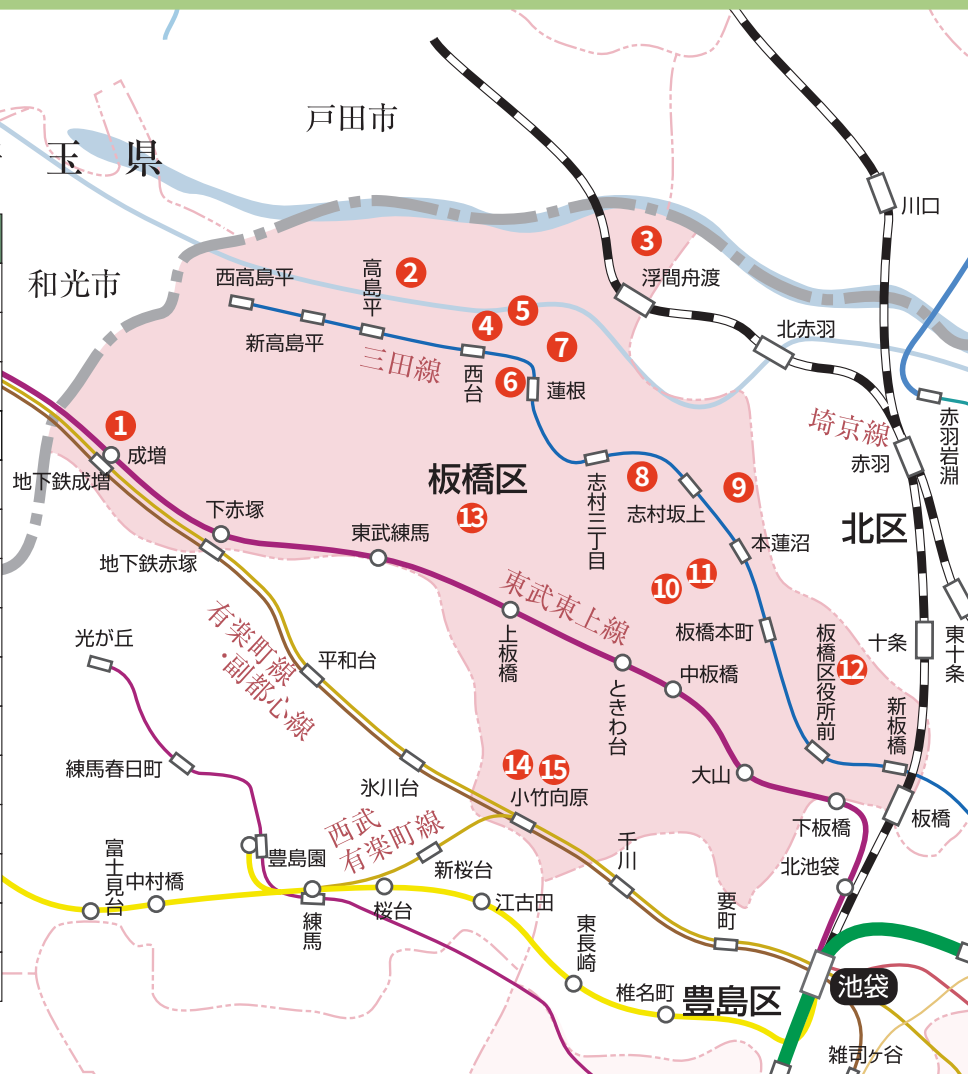 戸田市
玉県
川口
和光市
西高島平
高島平
2
3
浮間舟渡
新高島平
三田線
4
5
7
6
西台
蓮根
北赤羽
埼京線
赤羽
赤羽岩淵
1
成増
地下鉄成増
板橋区
13
志村三丁目
8
志村坂上
9
下赤塚
東武練馬
本蓮沼
北区
地下鉄赤塚
東武東上線
10
11
有楽町線
・副都心線
光が丘
平和台
上板橋
ときわ台
中板橋
板橋本町
板橋区役所前
12
十条
東十条
新板橋
練馬春日町
氷川台
14
15
小竹向原
大山
下板橋
板橋
西武
有楽町線
千川
北池袋
富士見台
中村橋
豊島園
新桜台
練馬
桜台
江古田
東長崎
要町
椎名町
豊島区
池袋
雑司ヶ谷